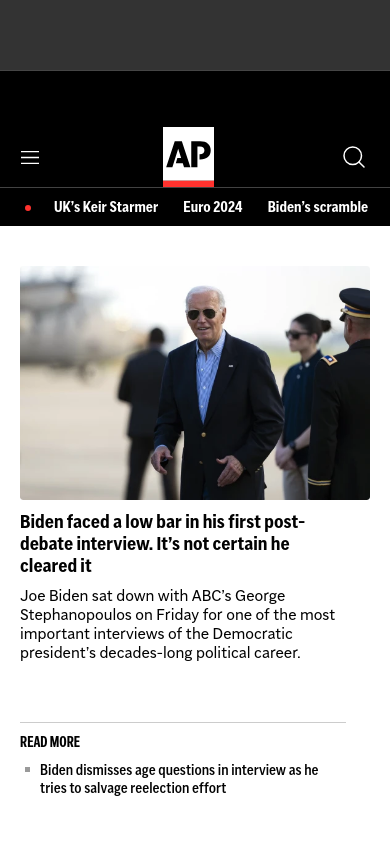 AP
UK's Keir Starmer Euro 2024 Biden's scramble
Biden faced a low bar in his first post-
debate interview. It's not certain he
cleared it
Joe Biden sat down with ABC's George
Stephanopoulos on Friday for one of the most
important interviews of the Democratic
president's decades-long political career.
READ MORE
Biden dismisses age questions in interview as he
tries to salvage reelection effort